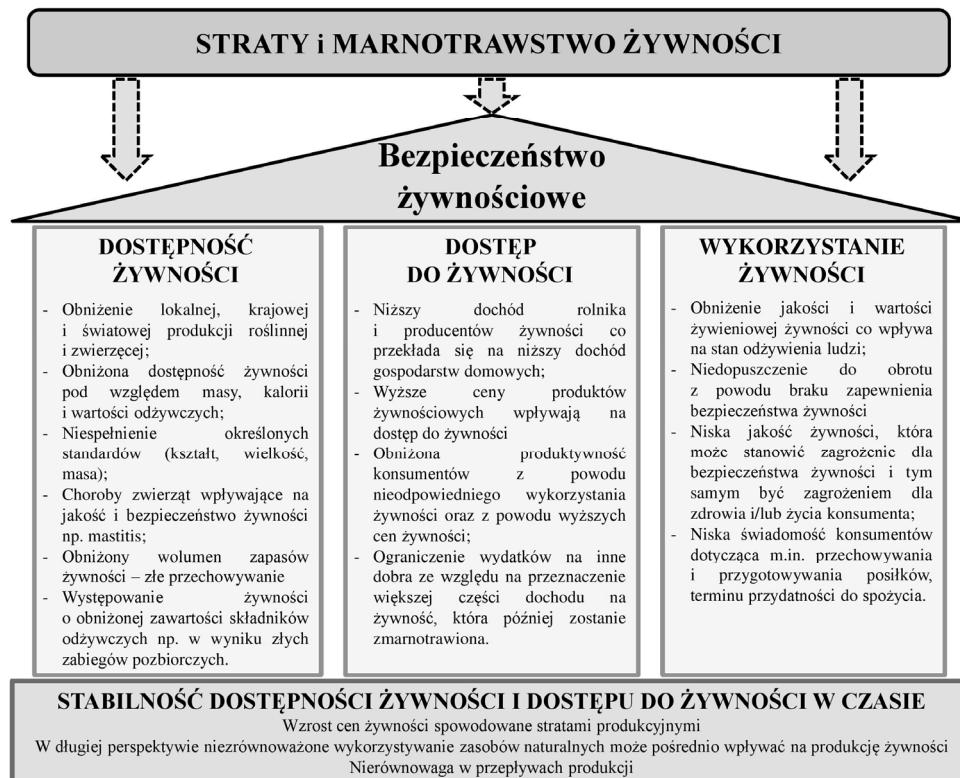 STRATY i MARNOTRAWSTWO ŻYWNOŚCI
Bezpieczeństwo
żywnościowe
DOSTĘPNOŚĆ
ŻYWNOŚCI
- Obniżenie lokalnej, krajowej
i światowej produkcji roślinnej
i zwierzęcej;
- Obniżona dostępność żywności
pod względem masy, kalorii
i wartości odżywczych;
- Niespełnienie określonych
standardów (kształt, wielkość,
masa);
- Choroby zwierząt wpływające na
jakość i bezpieczeństwo żywności
np. mastitis;
- Obniżony wolumen zapasów
żywności – złe przechowywanie
- Występowanie żywności
o obniżonej zawartości składników
odżywczych np. w wyniku złych
zabiegów pozbiorczych.
DOSTĘP
DO ŻYWNOŚCI
- Niższy dochód rolnika
i producentów żywności co
przekłada się na niższy dochód
gospodarstw domowych;
- Wyższe ceny produktów
żywnościowych wpływają na
dostęp do żywności
- Obniżona produktywność
konsumentów z powodu
nieodpowiedniego wykorzystania
żywności oraz z powodu wyższych
cen żywności;
- Ograniczenie wydatków na inne
dobra ze względu na przeznaczenie
większej części dochodu na
żywność, która później zostanie
zmarnotrawiona.
WYKORZYSTANIE
ŻYWNOŚCI
- Obniżenie jakości i wartości
żywieniowej żywności co wpływa
na stan odżywienia ludzi;
- Niedopuszczenie do obrotu
z powodu braku zapewnienia
bezpieczeństwa żywności
- Niska jakość żywności, która
może stanowić zagrożenie dla
bezpieczeństwa żywności i tym
samym być zagrożeniem dla
zdrowia i/lub życia konsumenta;
- Niska świadomość konsumentów
dotycząca m.in. przechowywania
i przygotowywania posiłków,
terminu przydatności do spożycia.
STABILNOŚĆ DOSTĘPNOŚCI ŻYWNOŚCI I DOSTĘPU DO ŻYWNOŚCI W CZASIE
Wzrost cen żywności spowodowane stratami produkcyjnymi
W długiej perspektywie niezrównoważone wykorzystywanie zasobów naturalnych może pośrednio wpływać na produkcję żywności
Nierównowaga w przepływach produkcji